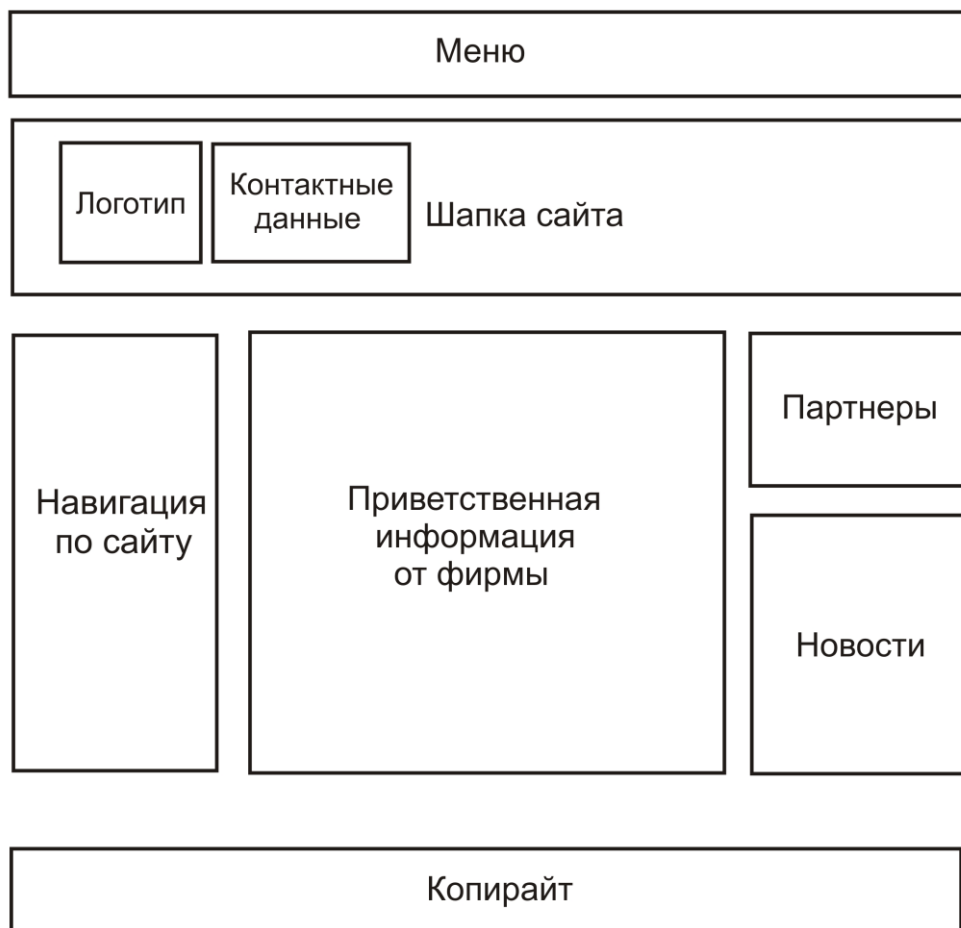 Меню
Логотип
Контактные
данные
Шапка сайта
Навигация
по сайту
Приветственная
информация
от фирмы
Партнеры
Новости
Копирайт